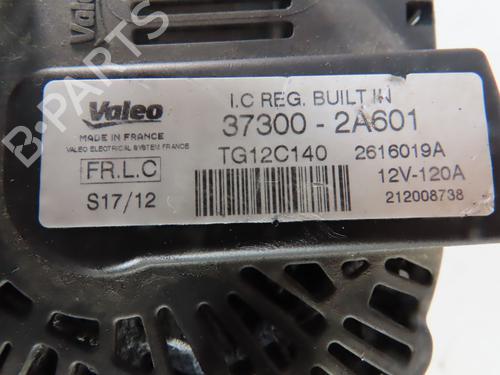 Valeo
Valeo
MADE IN FRANCE
VALEO ELECTRICAL SYSTEM FRANCE
FR.L.C
S17/12
I.C REG. BUILT IN
37300 - 2A601
TG12C140 2616019A
12V-120A
212008738